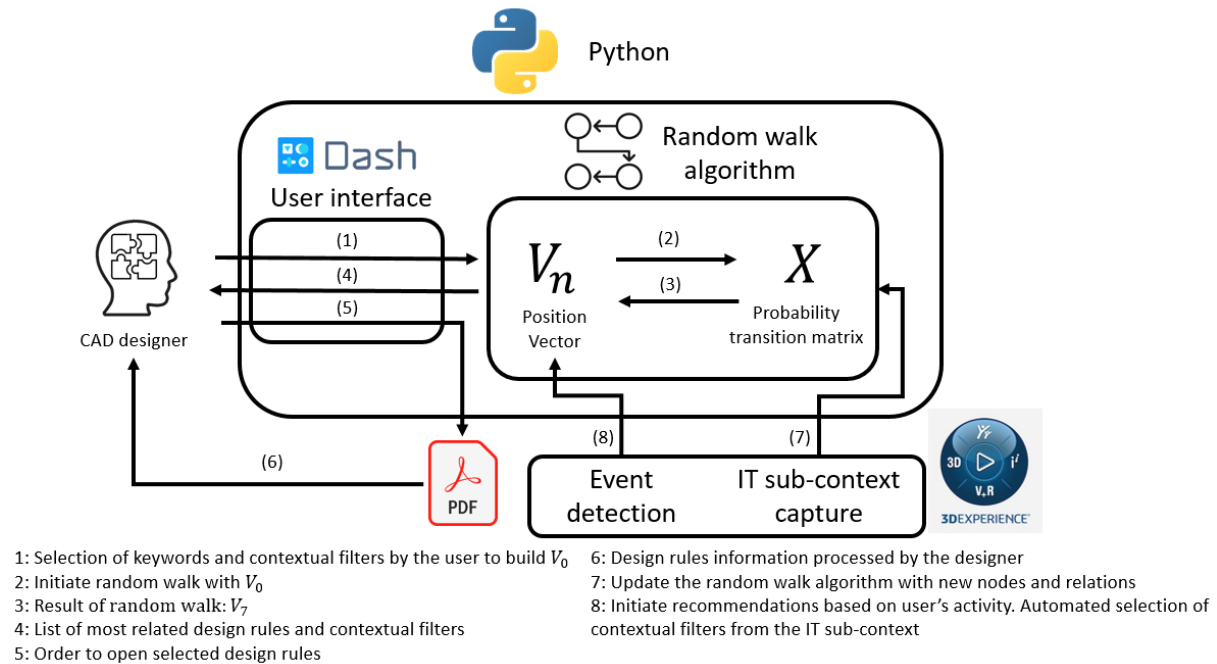 Python
Dash
User interface
Random walk
algorithm
(1)
(4)
(5)
CAD designer
Vₙ
Position
Vector
(2)
(3)
X
Probability
transition matrix
(6)
PDF
(8)
(7)
Event
detection
IT sub-context
capture
3D
i
V+R
3DEXPERIENCE
1: Selection of keywords and contextual filters by the user to build V₀
2: Initiate random walk with V₀
3: Result of random walk: V₇
4: List of most related design rules and contextual filters
5: Order to open selected design rules
6: Design rules information processed by the designer
7: Update the random walk algorithm with new nodes and relations
8: Initiate recommendations based on user's activity. Automated selection of
contextual filters from the IT sub-context